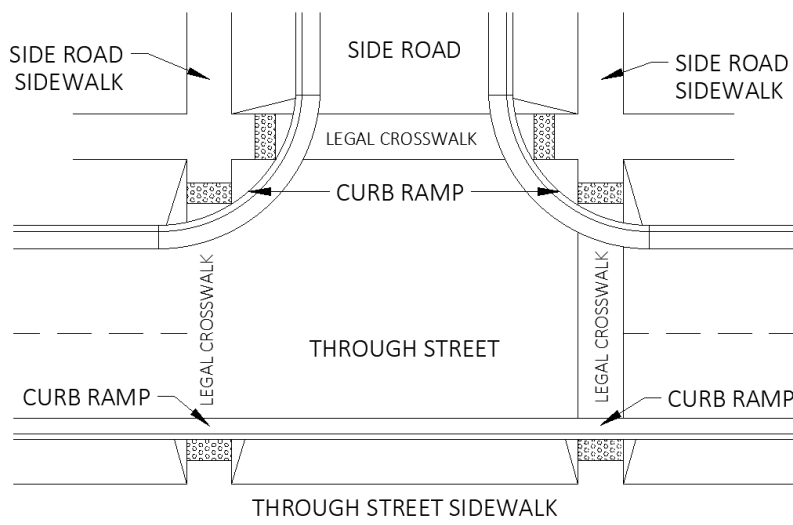 SIDE ROAD
SIDEWALK
SIDE ROAD
SIDE ROAD
SIDEWALK
LEGAL CROSSWALK
CURB RAMP
LEGAL CROSSWALK
LEGAL CROSSWALK
THROUGH STREET
CURB RAMP
CURB RAMP
THROUGH STREET SIDEWALK